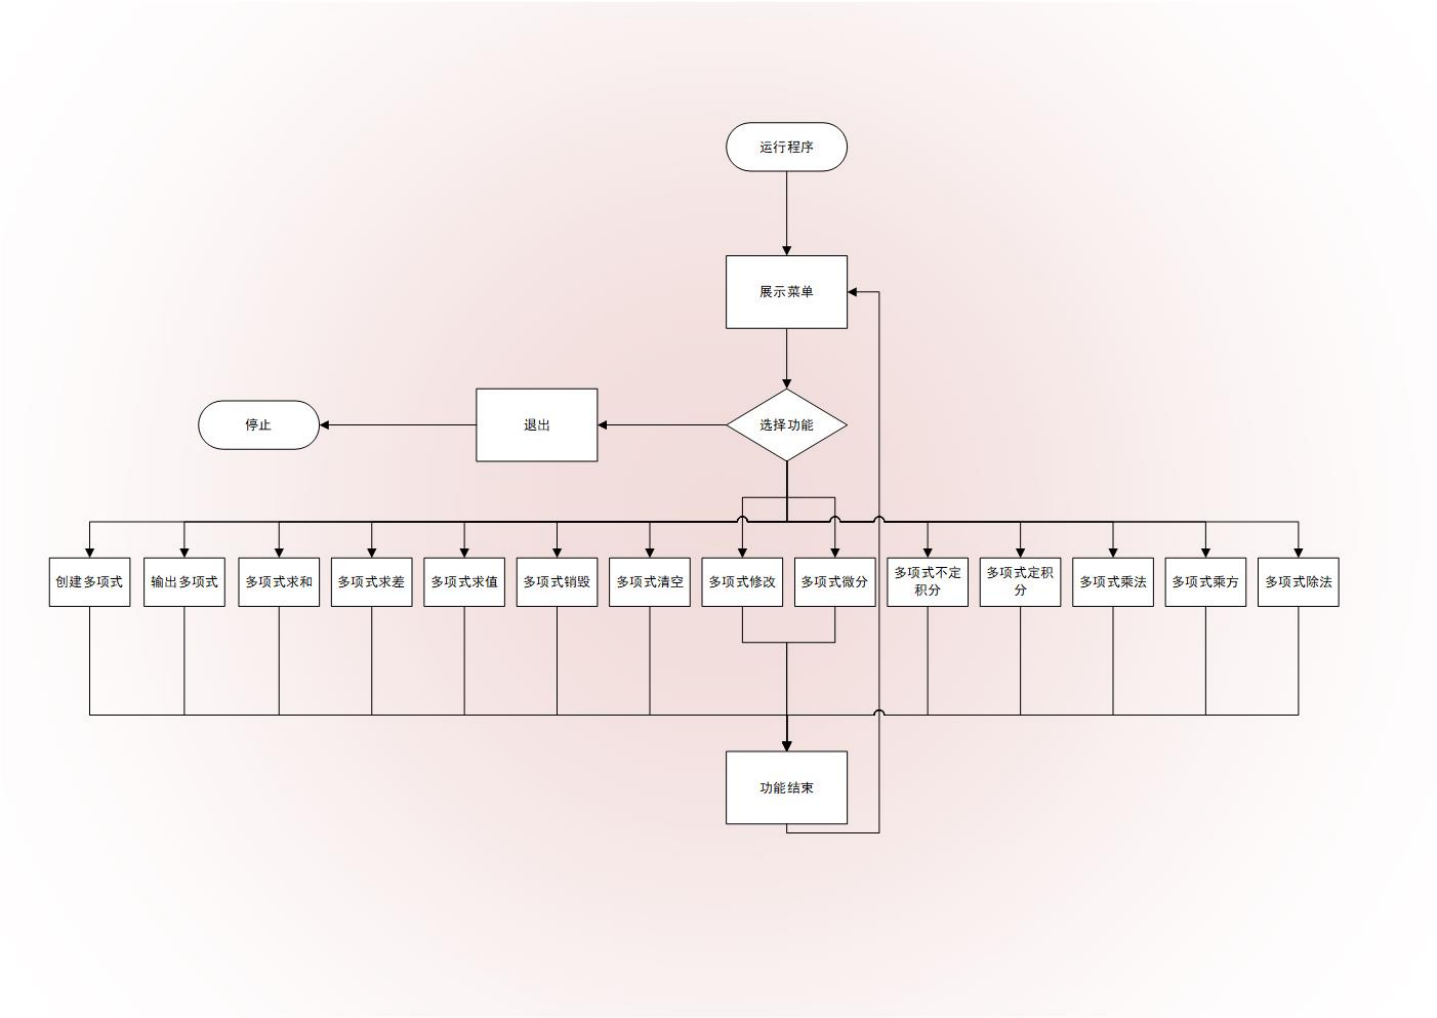 运行程序
展示菜单
选择功能
退出
停止
创建多项式
输出多项式
多项式求和
多项式求差
多项式求值
多项式销毁
多项式清空
多项式修改
多项式微分
多项式不定
积分
多项式定积
分
多项式乘法
多项式乘方
多项式除法
功能结束